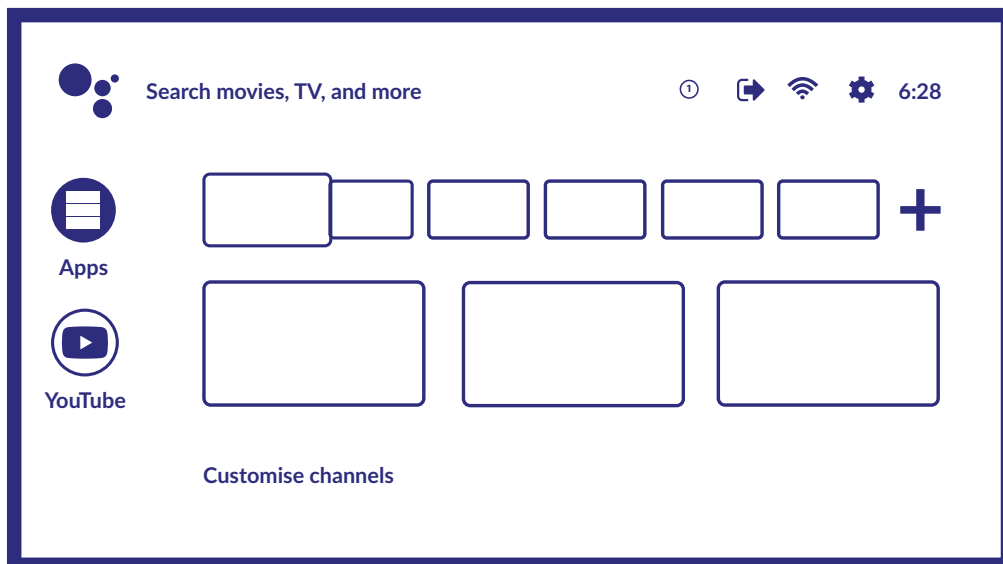 Search movies, TV, and more
1
6:28
Apps
YouTube
Customise channels